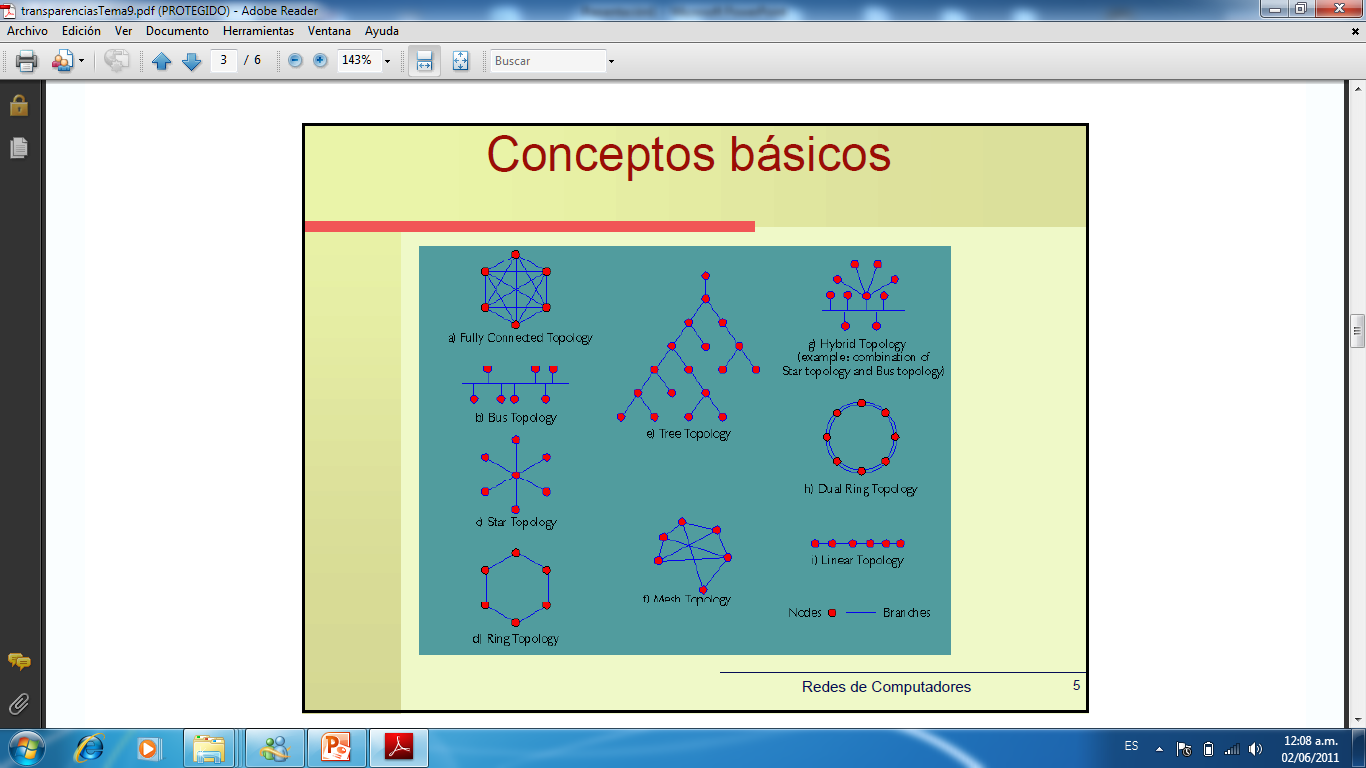 transparenciasTema9.pdf (PROTEGIDO) - Adobe Reader
Archivo Edición Ver Documento Herramientas Ventana Ayuda
3 / 6 143% Buscar
Conceptos básicos
a) Fully Connected Topology
b) Bus Topology
c) Star Topology
d) Ring Topology
e) Tree Topology
f) Mesh Topology
g) Hybrid Topology
(example: combination of
Star topology and Bus topology)
h) Dual Ring Topology
i) Linear Topology
Nodes Branches
Redes de Computadores 5
ES 12:08 a.m.
02/06/2011